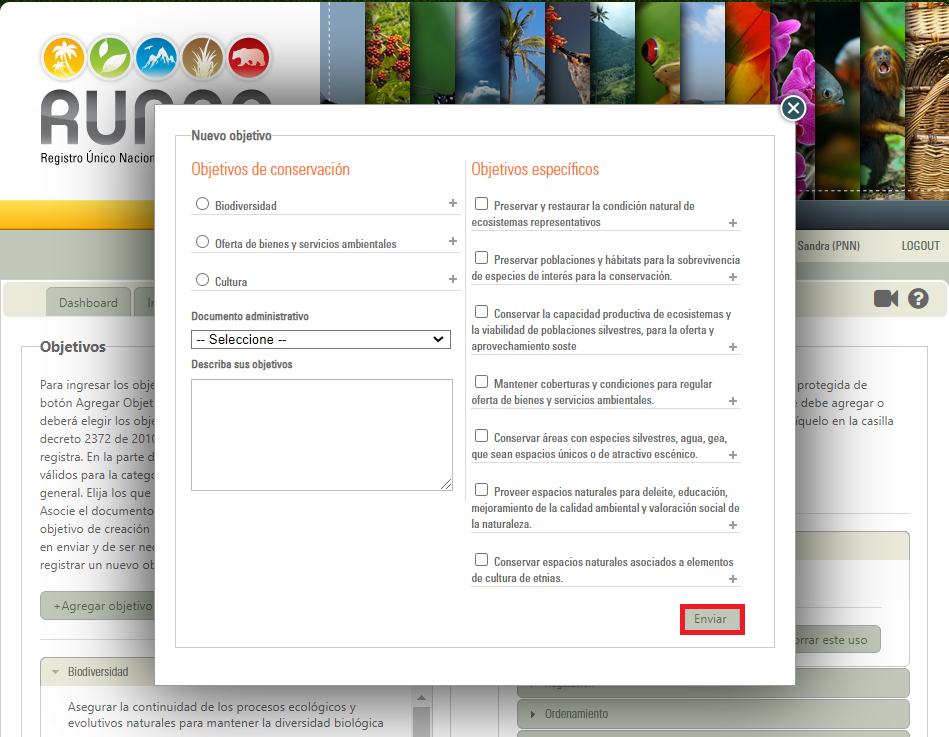 Registro Único Nacion
Sandra (PNN)
LOGOUT
Dashboard
Nuevo objetivo
Objetivos de conservación
Biodiversidad
Oferta de bienes y servicios ambientales
Cultura
Documento administrativo
-- Seleccione --
Describa sus objetivos
Objetivos específicos
Preservar y restaurar la condición natural de
ecosistemas representativos
Preservar poblaciones y hábitats para la sobrevivencia
de especies de interés para la conservación.
Conservar la capacidad productiva de ecosistemas y
la viabilidad de poblaciones silvestres, para la oferta y
aprovechamiento soste
Mantener coberturas y condiciones para regular
oferta de bienes y servicios ambientales.
Conservar áreas con especies silvestres, agua, gea,
que sean espacios únicos o de atractivo escénico.
Proveer espacios naturales para deleite, educación,
mejoramiento de la calidad ambiental y valoración social de
la naturaleza.
Conservar espacios naturales asociados a elementos
de cultura de etnias.
Enviar
Objetivos
Para ingresar los obje
botón Agregar Objet
deberá elegir los obje
decreto 2372 de 2010
registra. En la parte d
válidos para la catego
general. Elija los que
Asocie el documento
objetivo de creación
en enviar y de ser nec
registrar un nuevo ob
protegida de
debe agregar o
íquelo en la casilla
+Agregar objetivo
Biodiversidad
Asegurar la continuidad de los procesos ecológicos y
evolutivos naturales para mantener la diversidad biológica
orrar este uso
Ordenamiento